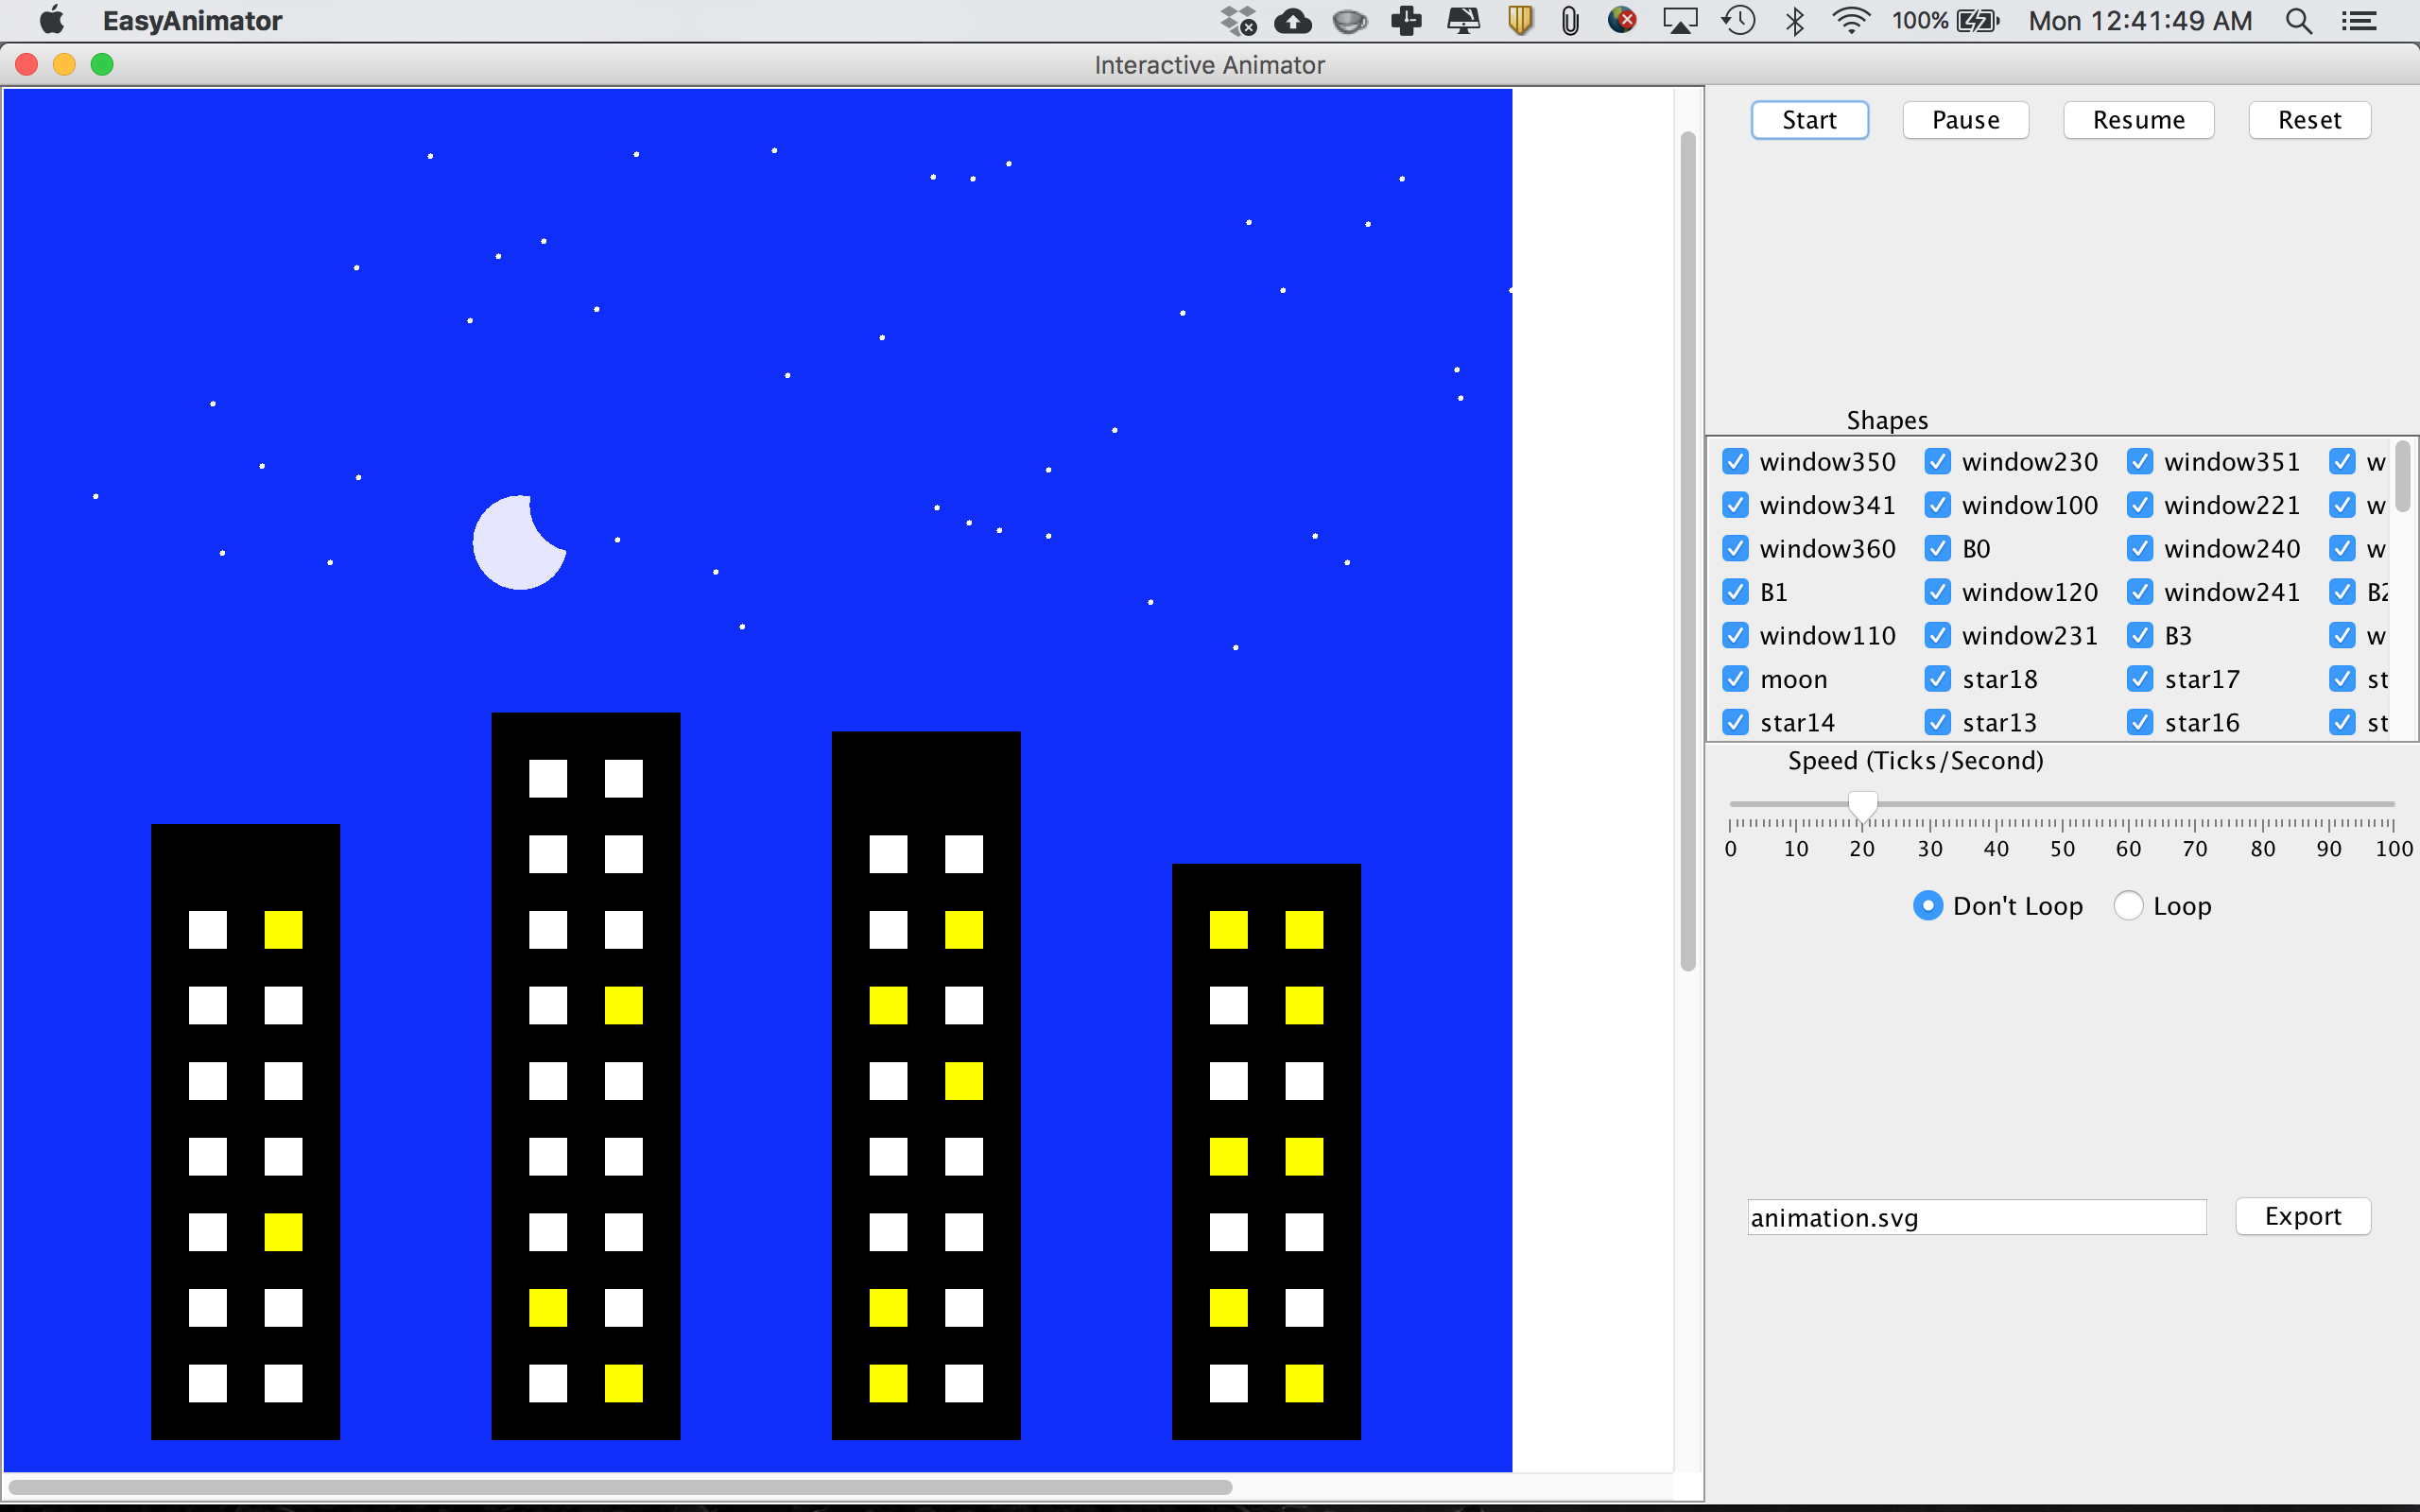 EasyAnimator 100% Mon 12:41:49 AM
Interactive Animator
Start Pause Resume Reset
Shapes
window350 window230 window351 w
window341 window100 window221 w
window360 B0 window240 w
B1 window120 window241 B2
window110 window231 B3 w
moon star18 star17 st
star14 star13 star16 st
Speed (Ticks/Second)
0 10 20 30 40 50 60 70 80 90 100
Don't Loop Loop
animation.svg Export